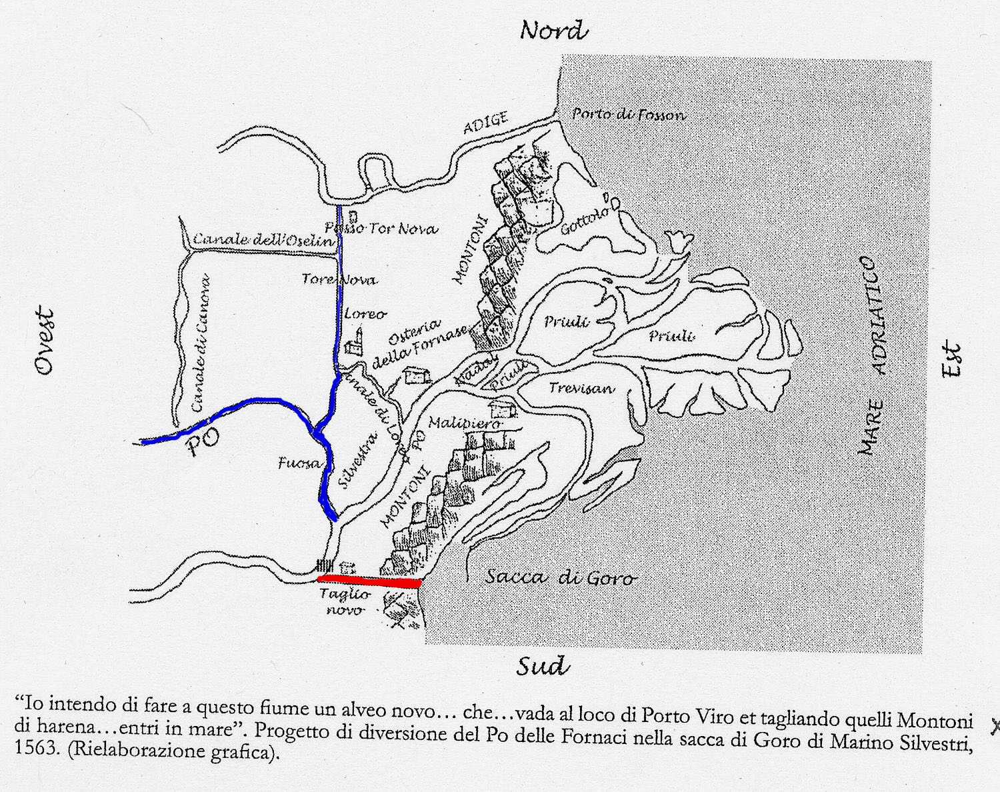 Nord
Porto di Fosson
ADIGE
Gottolo
Passo Tor Nova
Canale dell'Oselin
MONTONI
Tore Nova
Canale di Canova
Loreo
Osteria
della Fornase
Priuli
Priuli
Ovest
Est
MARE ADRIATICO
Nadal
Priuli
Trevisan
Canale di Loreo
Malipiero
PO
PO
Silvestra
Fuosa
MONTONI
Sacca di Goro
Taglio
novo
Sud
“Io intendo di fare a questo fiume un alveo novo... che...vada al loco di Porto Viro et tagliando quelli Montoni
di harena...entri in mare”. Progetto di diversione del Po delle Fornaci nella sacca di Goro di Marino Silvestri,
1563. (Rielaborazione grafica).